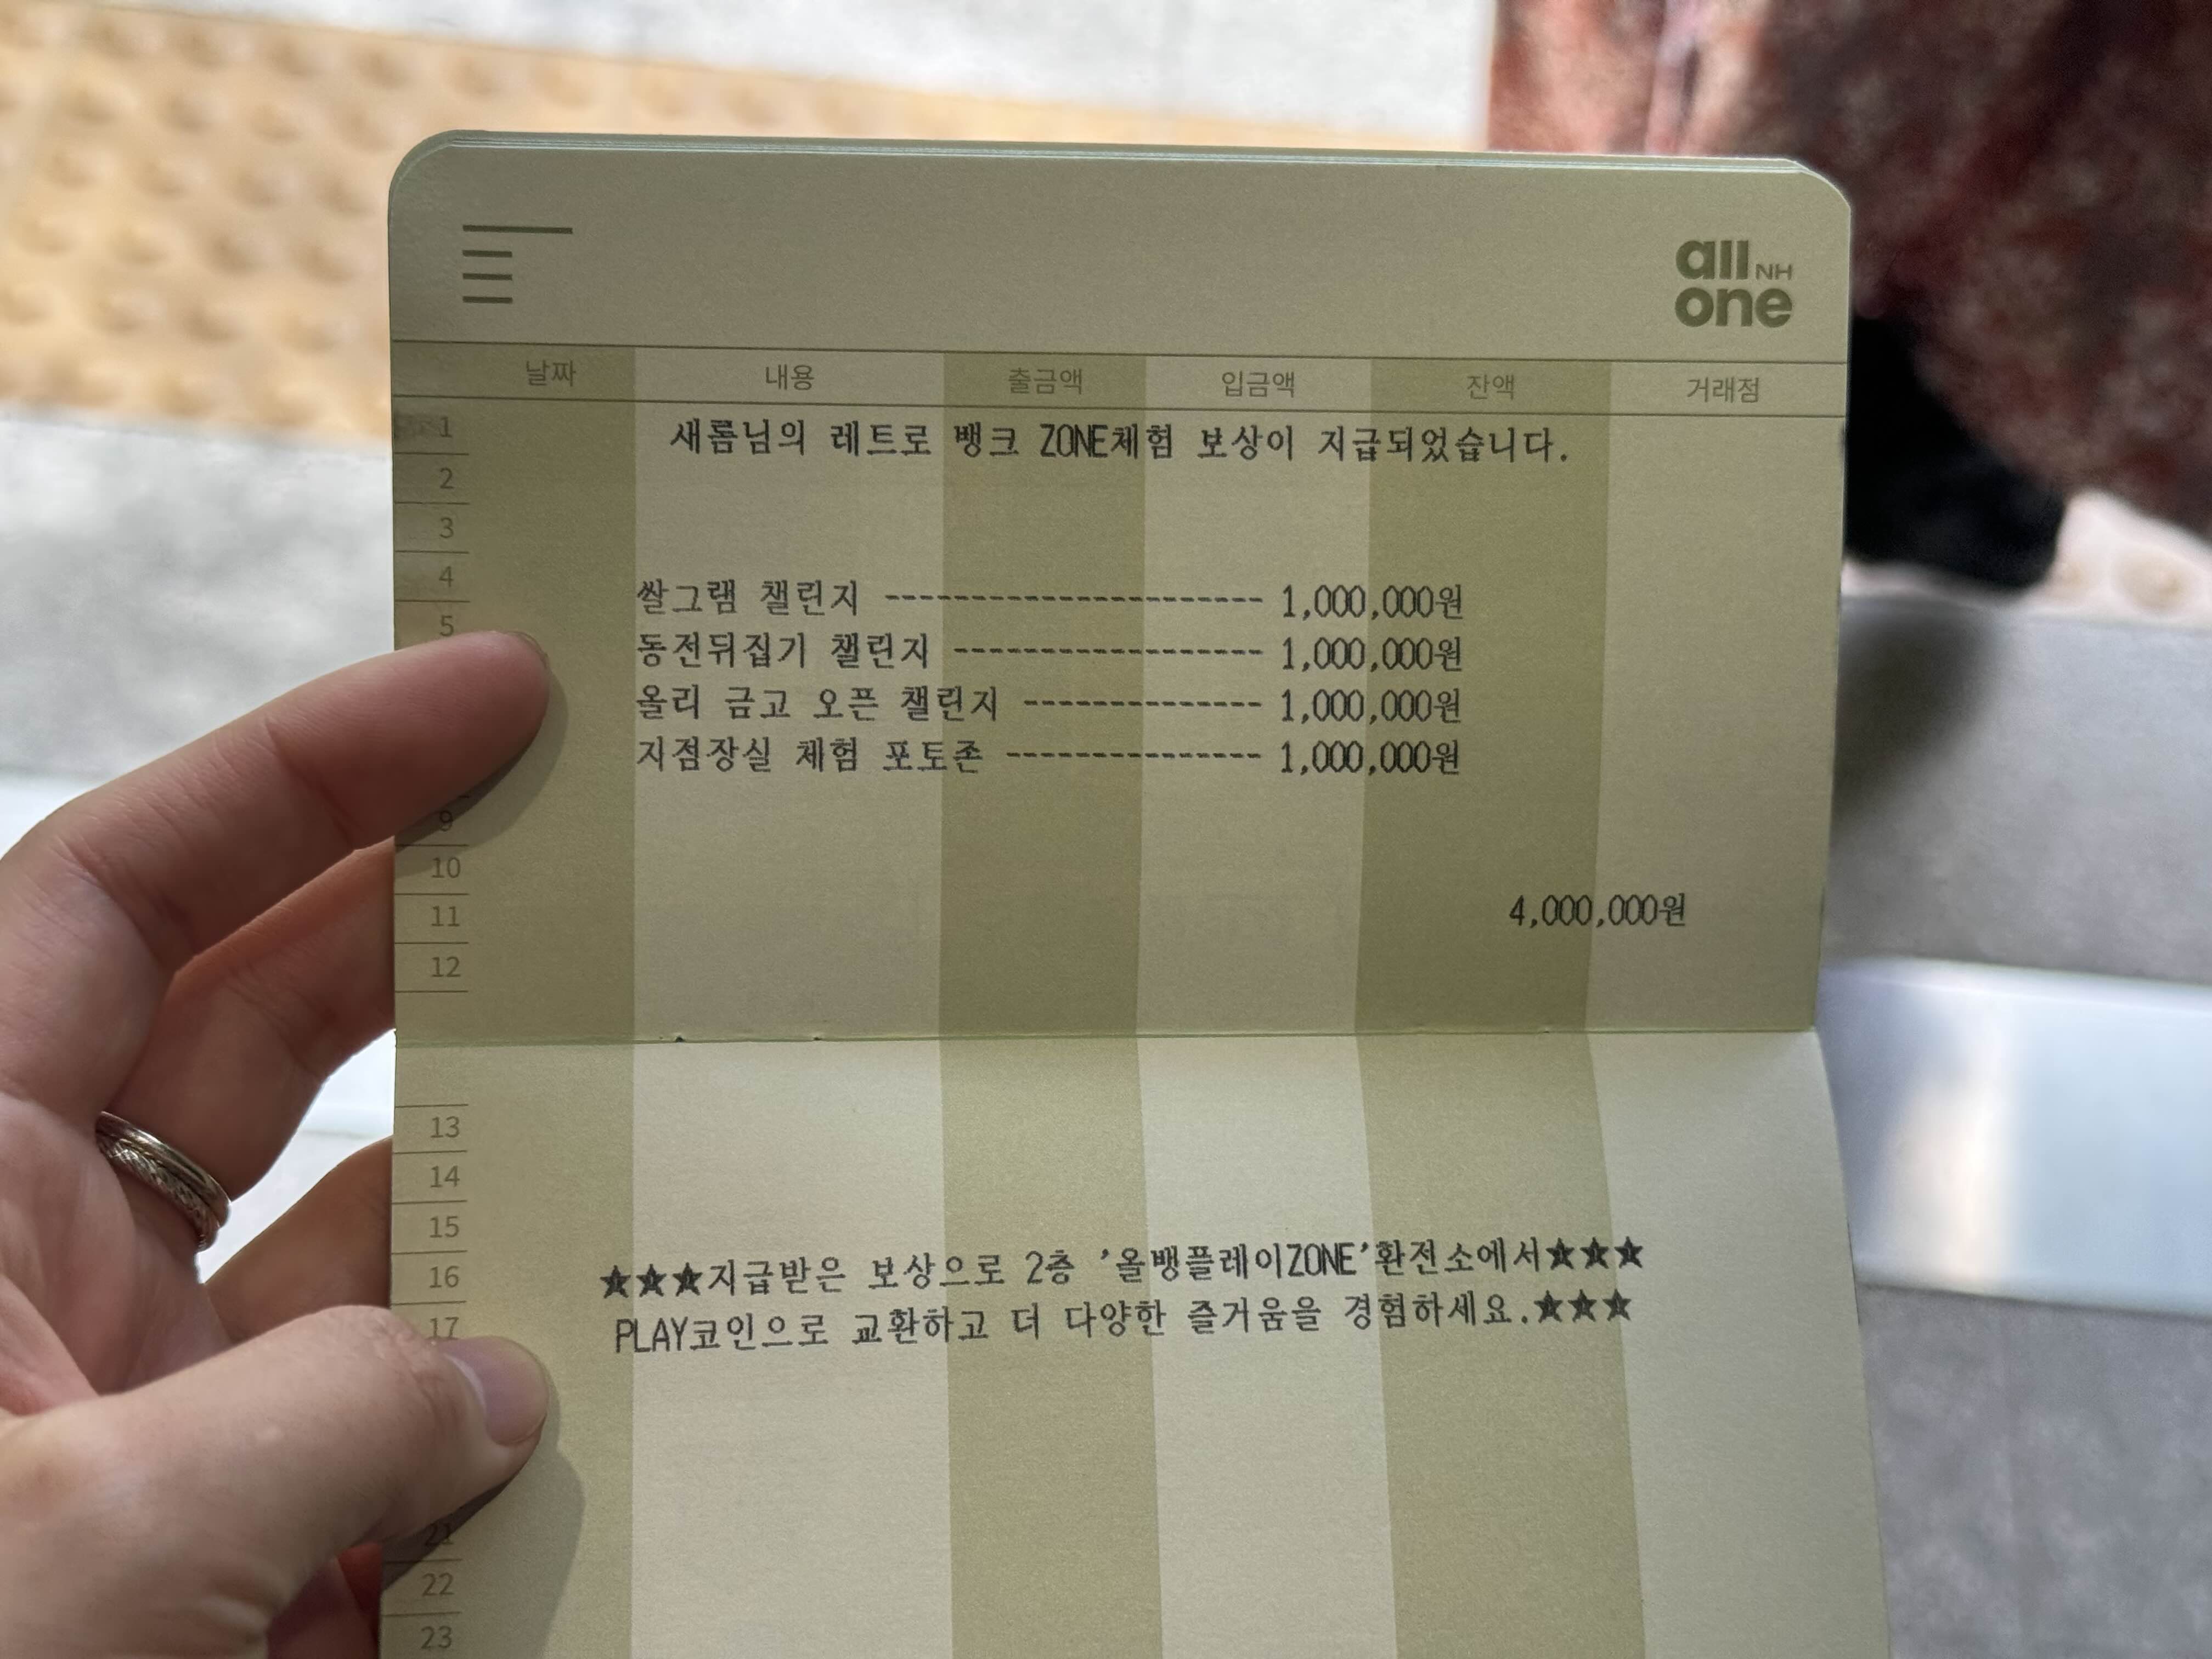 all NH
one
날짜 내용 출금액 입금액 잔액 거래점
1 새롬님의 레트로 뱅크 ZONE체험 보상이 지급되었습니다.
2
3
4
쌀그램 챌린지 ---------------------- 1,000,000원
5
동전뒤집기 챌린지 ------------------ 1,000,000원
올리 금고 오픈 챌린지 -------------- 1,000,000원
지점장실 체험 포토존 --------------- 1,000,000원
9
10
11 4,000,000원
12
13
14
15
16 ★★★지급받은 보상으로 2층 '올뱅플레이ZONE'환전소에서★★★
17 PLAY코인으로 교환하고 더 다양한 즐거움을 경험하세요.★★★
21
22
23